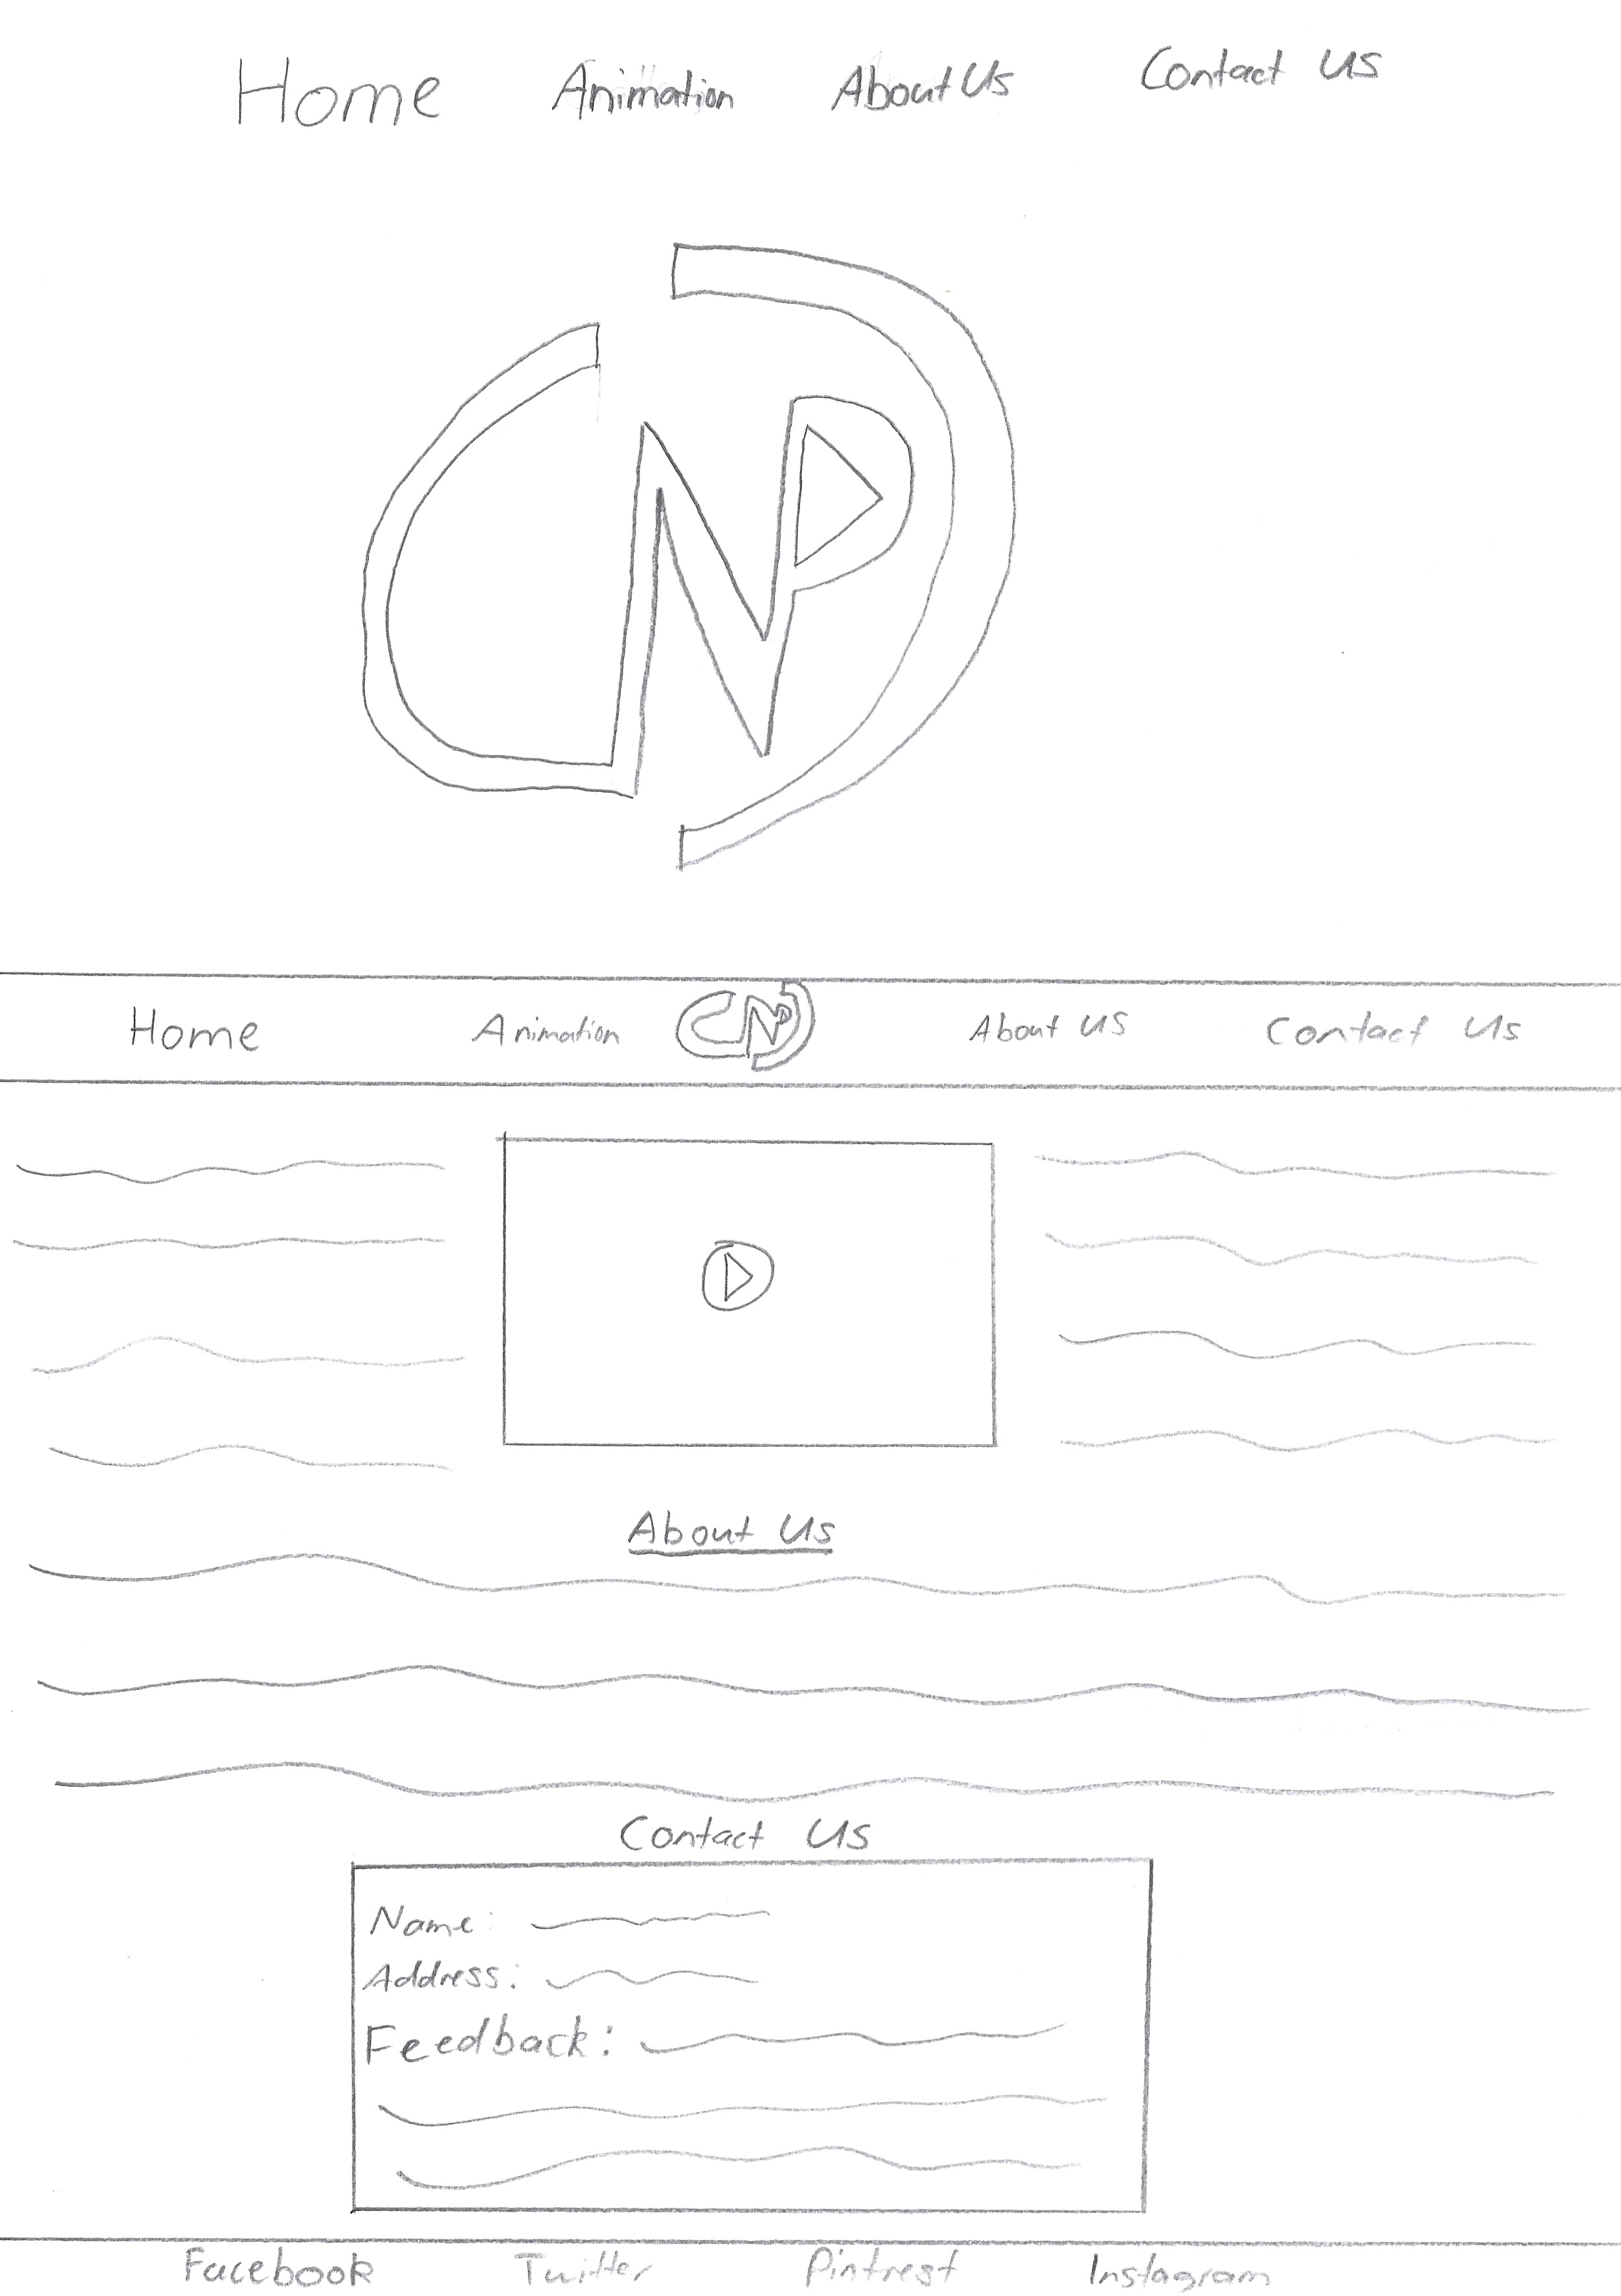 Home Animation About Us Contact Us
CNP
Home Animation CNP About US Contact Us
About Us
Contact Us
Name:
Address:
Feedback:
Facebook Twitter Pintrest Instagram